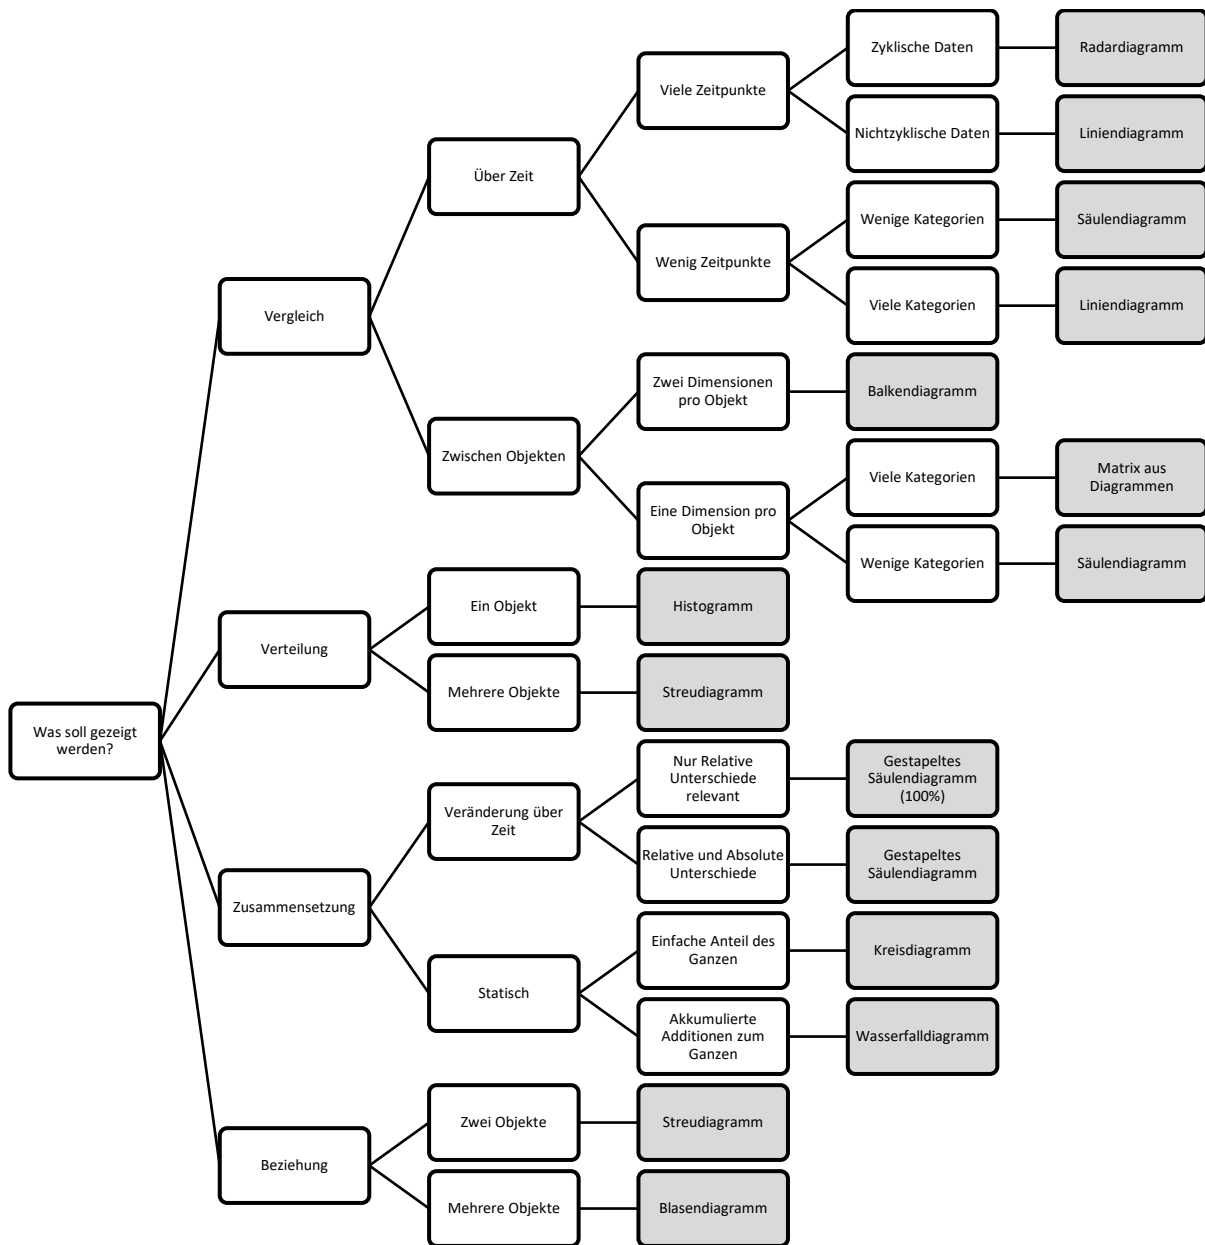 Zyklische Daten
Radardiagramm
Viele Zeitpunkte
Nichtzyklische Daten
Liniendiagramm
Über Zeit
Wenige Kategorien
Säulendiagramm
Wenig Zeitpunkte
Viele Kategorien
Liniendiagramm
Vergleich
Zwei Dimensionen
pro Objekt
Balkendiagramm
Zwischen Objekten
Viele Kategorien
Matrix aus
Diagrammen
Eine Dimension pro
Objekt
Wenige Kategorien
Säulendiagramm
Ein Objekt
Histogramm
Verteilung
Mehrere Objekte
Streudiagramm
Was soll gezeigt
werden?
Nur Relative
Unterschiede
relevant
Gestapeltes
Säulendiagramm
(100%)
Veränderung über
Zeit
Relative und Absolute
Unterschiede
Gestapeltes
Säulendiagramm
Zusammensetzung
Einfache Anteil des
Ganzen
Kreisdiagramm
Statisch
Akkumulierte
Additionen zum
Ganzen
Wasserfalldiagramm
Zwei Objekte
Streudiagramm
Beziehung
Mehrere Objekte
Blasendiagramm